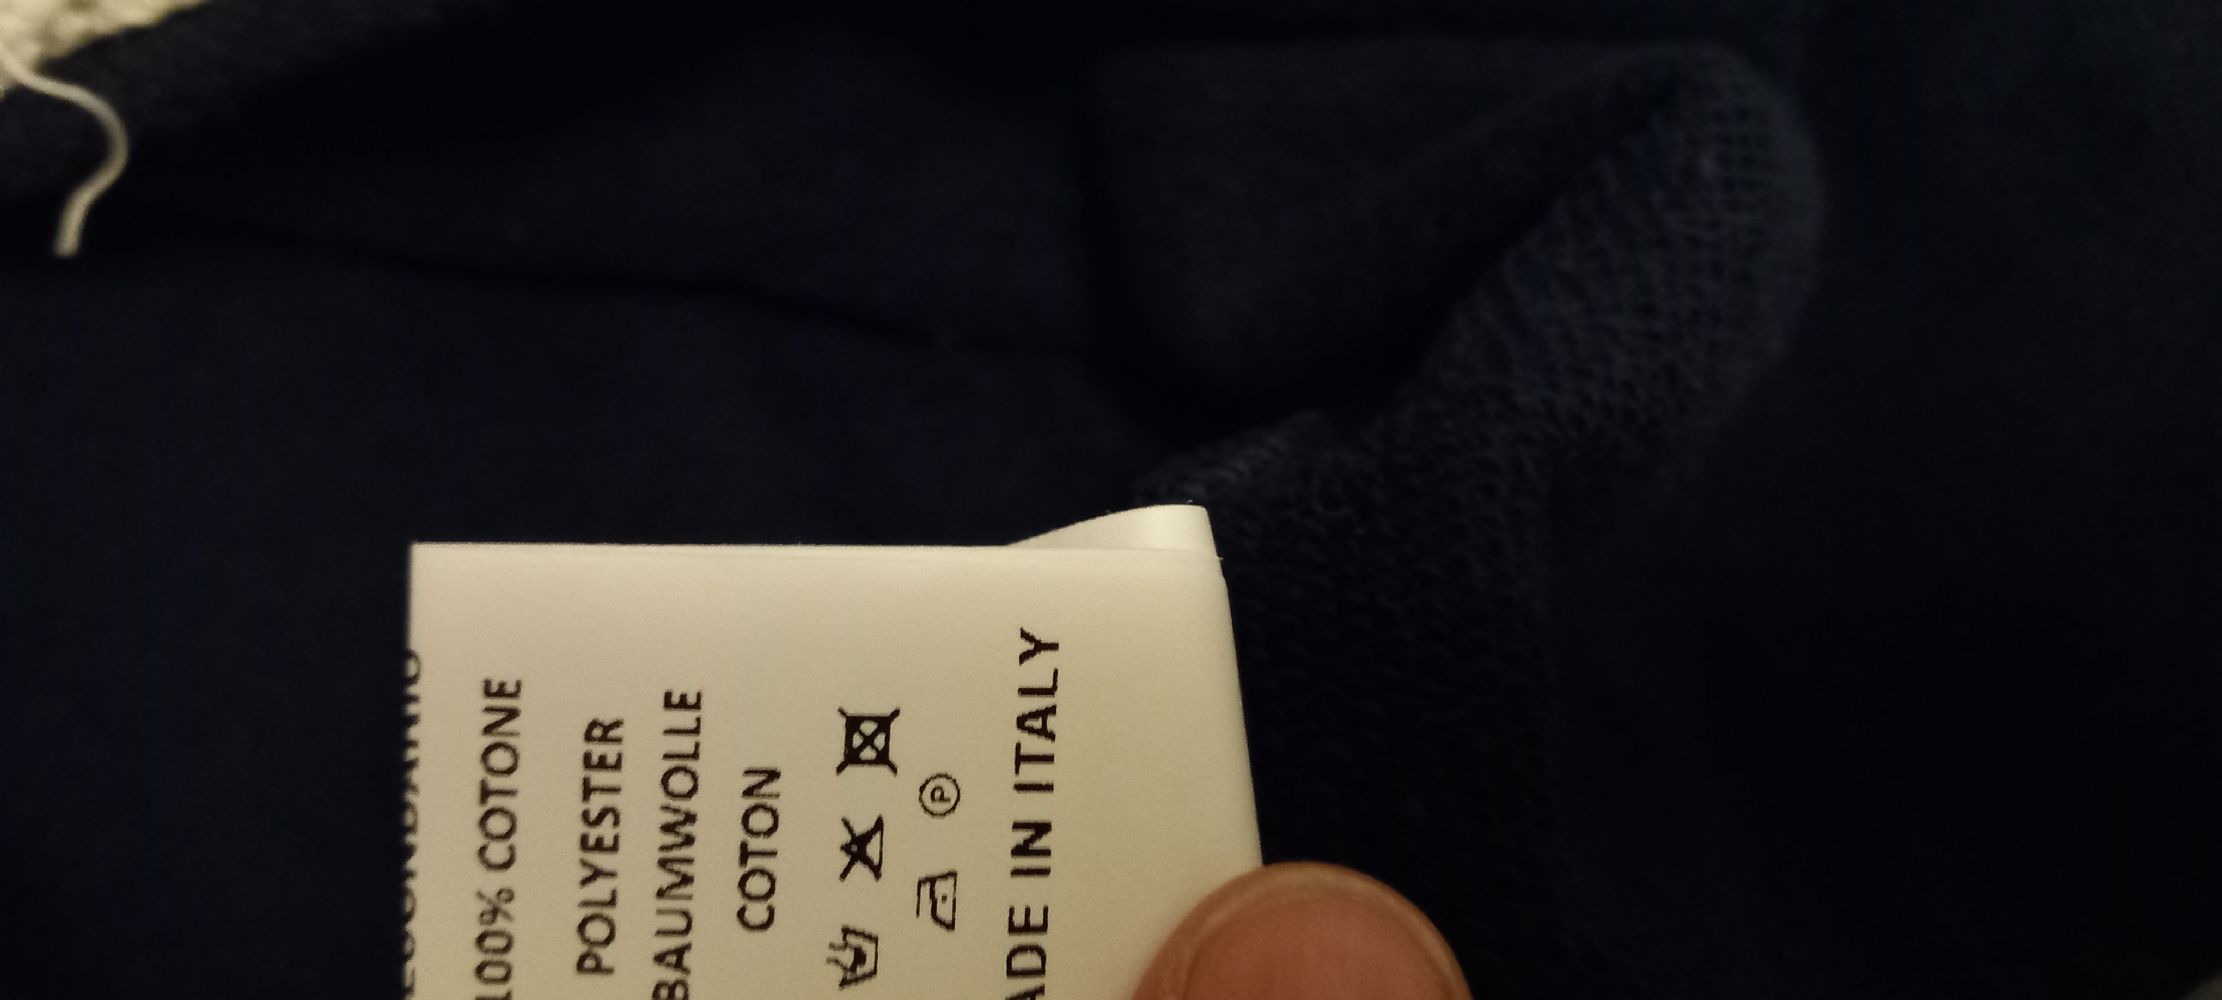 100% COTONE
POLYESTER
BAUMWOLLE
COTON
P
ADE IN ITALY